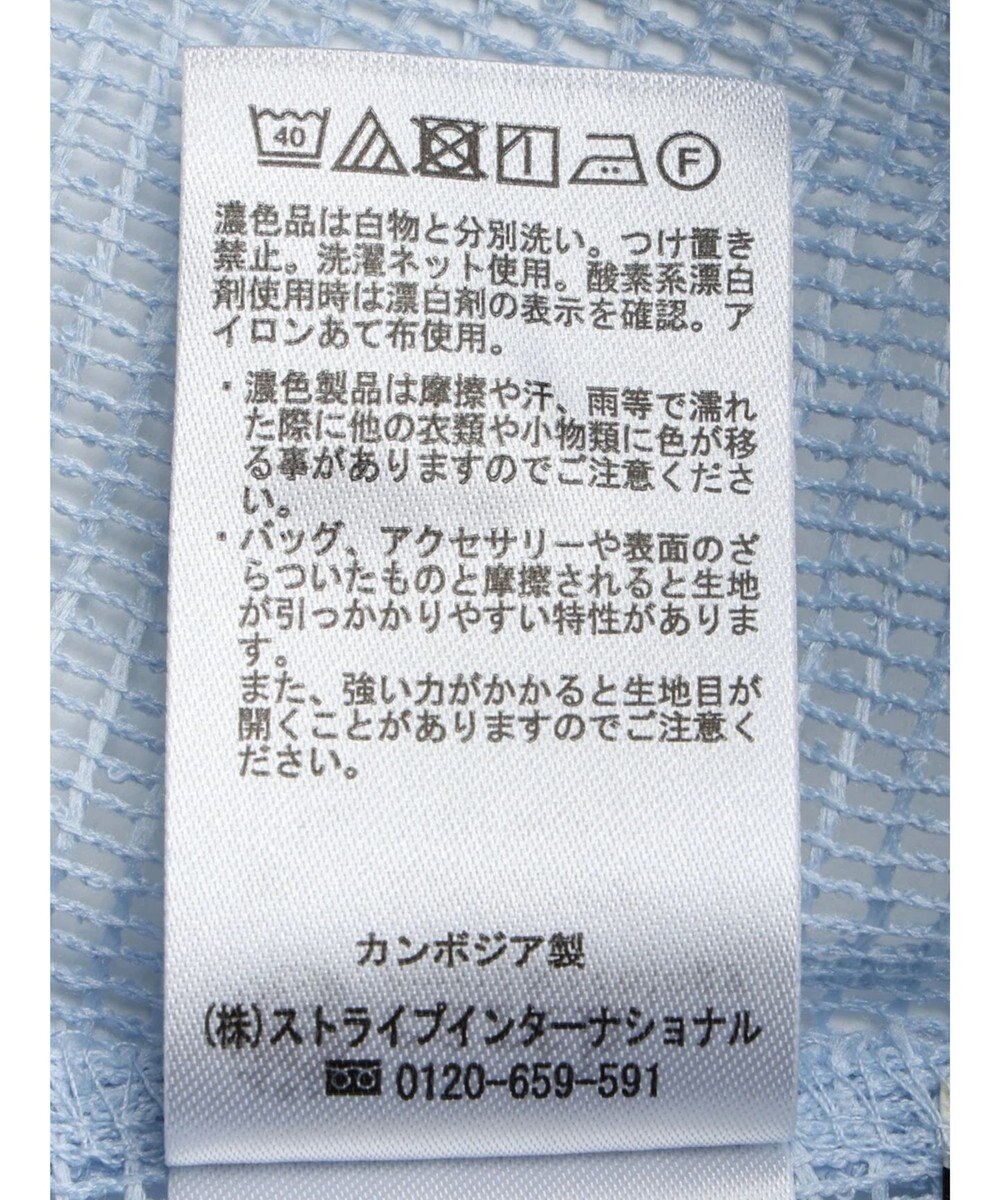 40 F
濃色品は白物と分別洗い。つけ置き
禁止。洗濯ネット使用。酸素系漂白
剤使用時は漂白剤の表示を確認。ア
イロンあて布使用。
・濃色製品は摩擦や汗、雨等で濡れ
た際に他の衣類や小物類に色が移
る事がありますのでご注意くださ
い。
・バッグ、アクセサリーや表面のざ
らついたものと摩擦されると生地
が引っかかりやすい特性がありま
す。
また、強い力がかかると生地目が
開くことがありますのでご注意く
ださい。
カンボジア製
(株)ストライプインターナショナル
0120-659-591